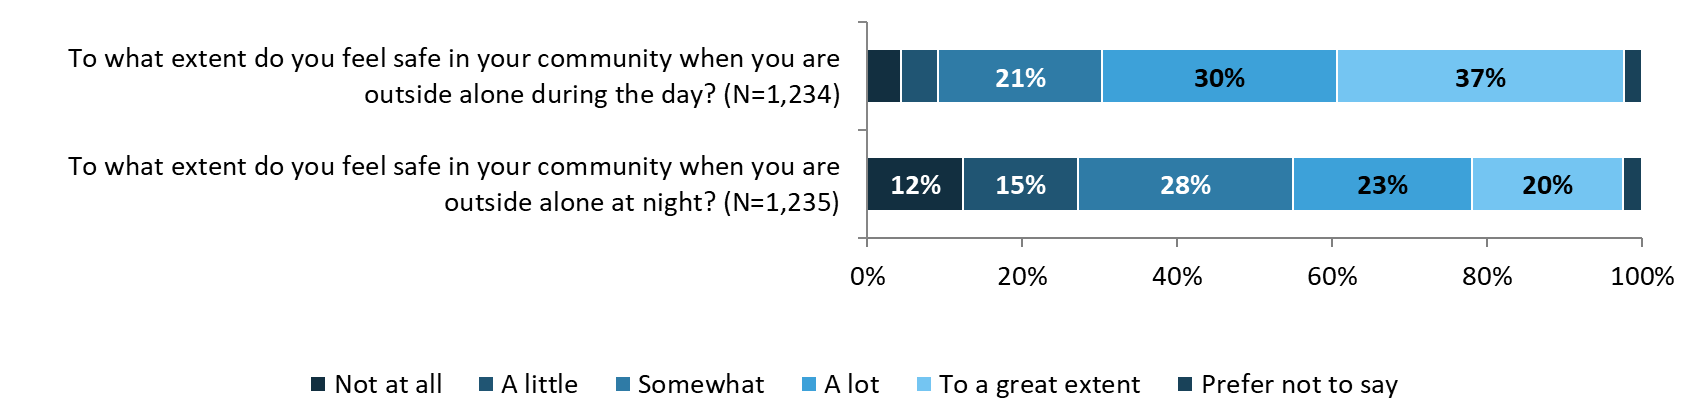 To what extent do you feel safe in your community when you are
outside alone during the day? (N=1,234)
21% 30% 37%
To what extent do you feel safe in your community when you are
outside alone at night? (N=1,235)
12% 15% 28% 23% 20%
0% 20% 40% 60% 80% 100%
Not at all A little Somewhat A lot To a great extent Prefer not to say